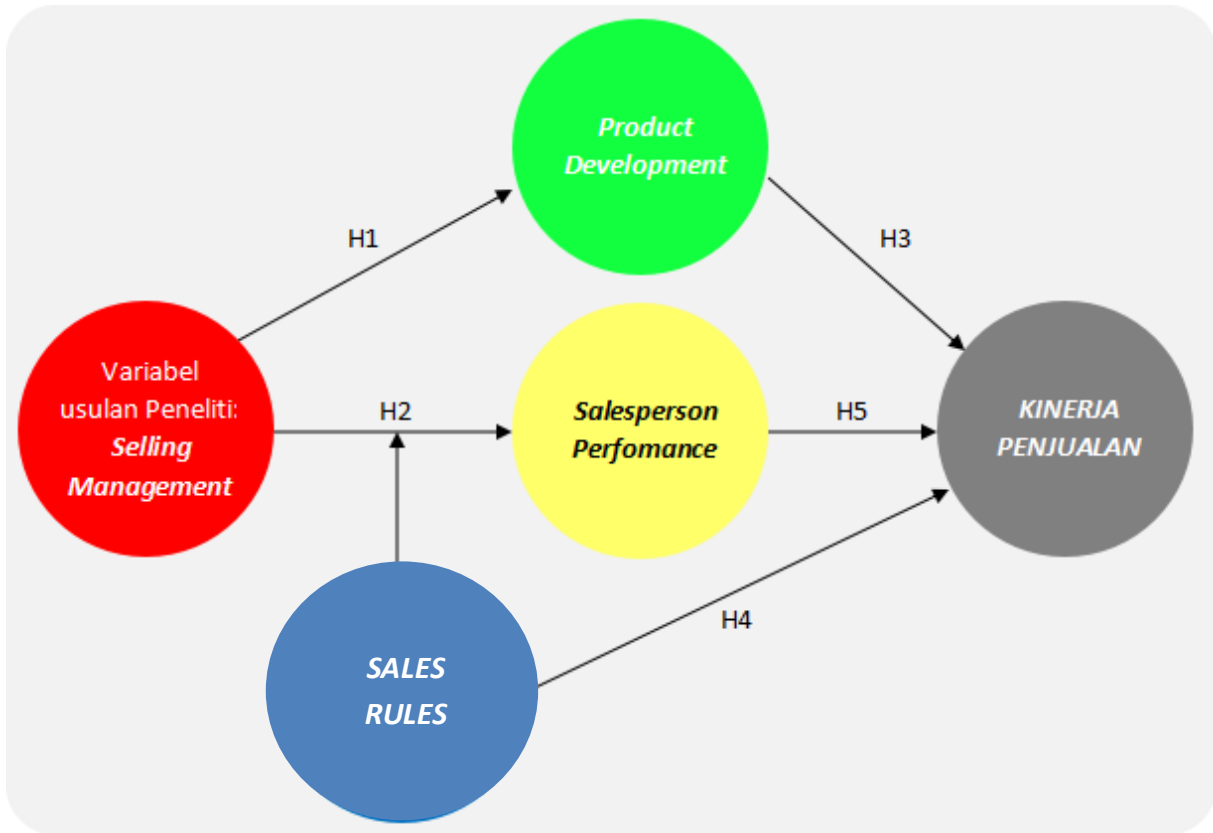 Product
Development
H1
H3
Variabel
usulan Peneliti:
Selling
Management
H2
Salesperson
Perfomance
H5
KINERJA
PENJUALAN
H4
SALES
RULES